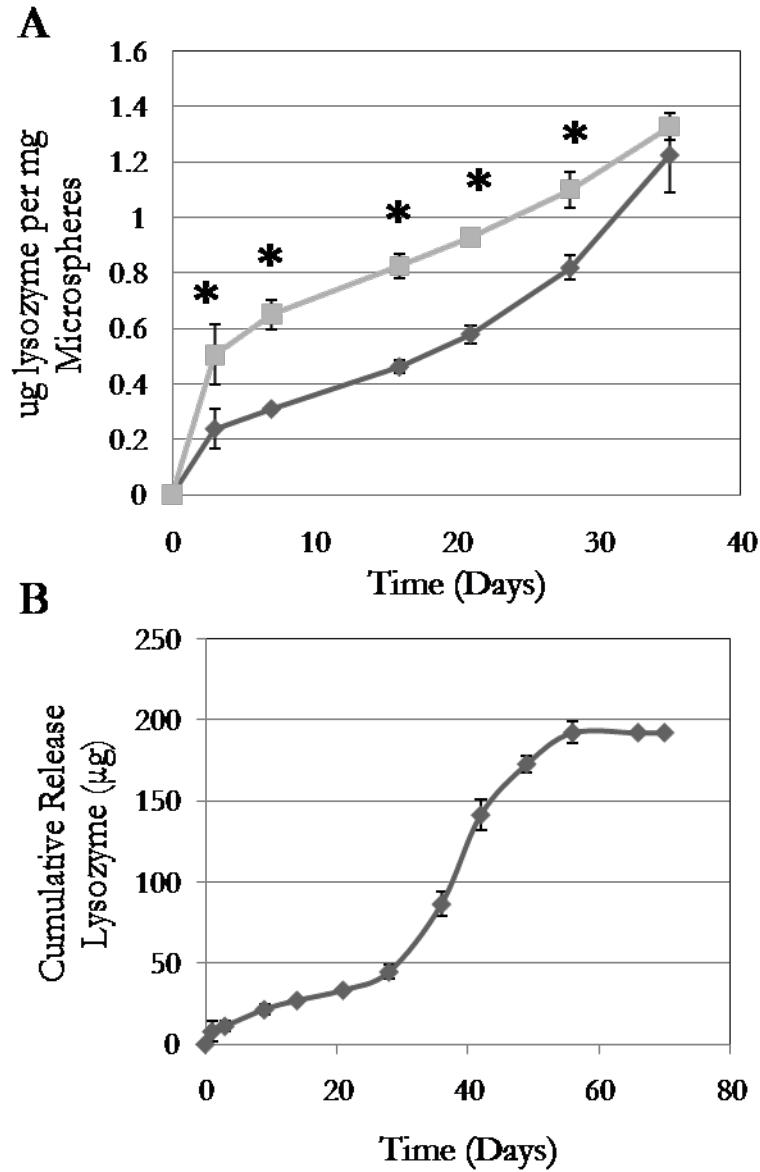 A
1.6
1.4
1.2
1
0.8
0.6
0.4
0.2
0
ug lysozyme per mg
Microspheres
*
*
*
*
*
0 10 20 30 40
Time (Days)
B
250
200
150
100
50
0
Cumulative Release
Lysozyme (µg)
0 20 40 60 80
Time (Days)